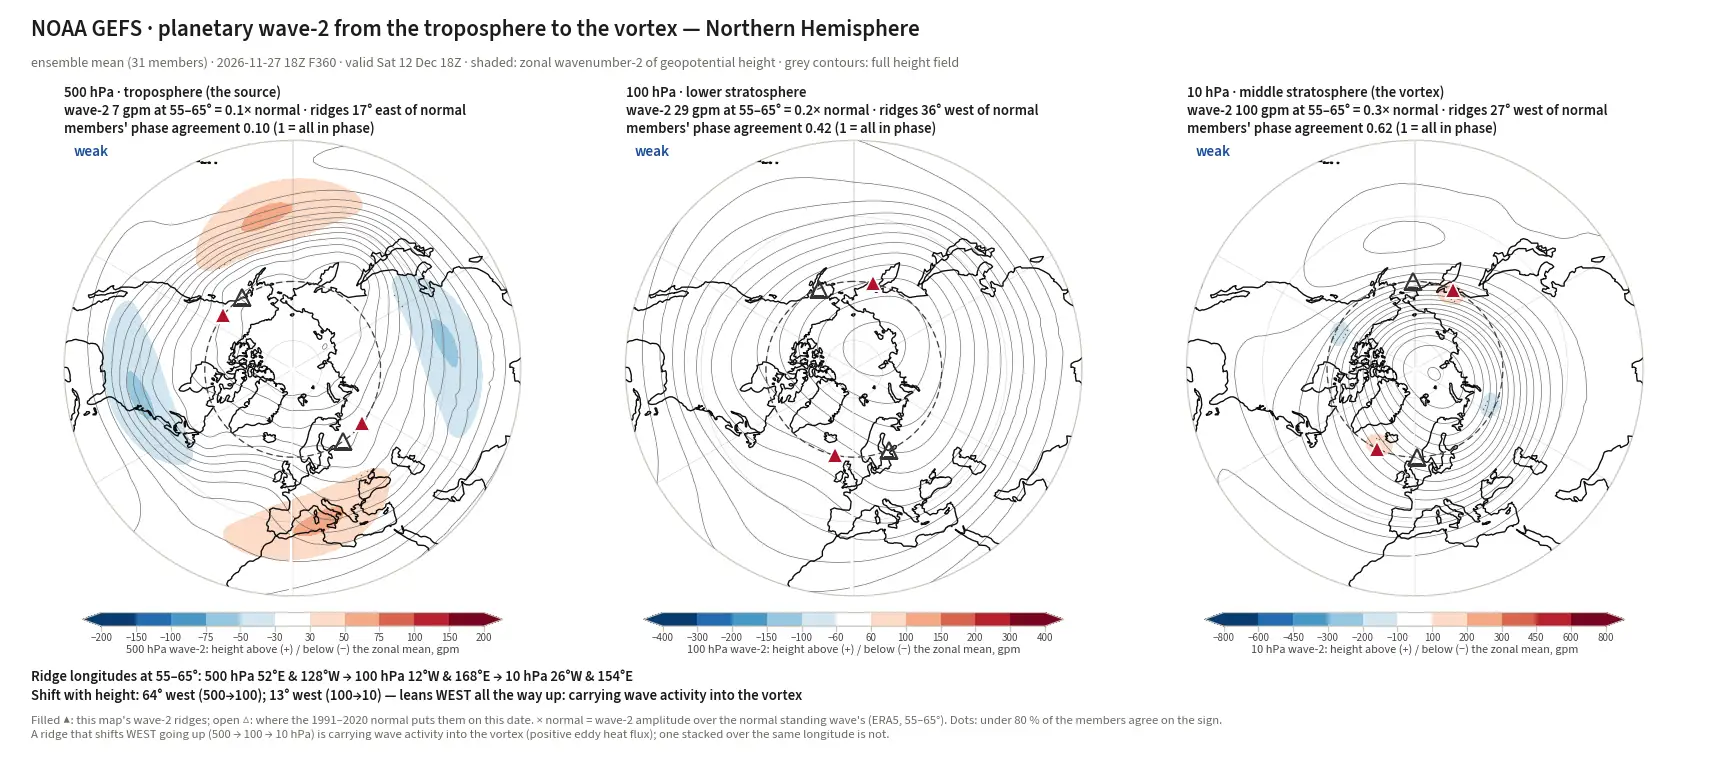 NOAA GEFS · planetary wave-2 from the troposphere to the vortex — Northern Hemisphere
ensemble mean (31 members) · 2026-11-27 18Z F360 · valid Sat 12 Dec 18Z · shaded: zonal wavenumber-2 of geopotential height · grey contours: full height field
500 hPa · troposphere (the source)
wave-2 7 gpm at 55–65° = 0.1× normal · ridges 17° east of normal
members' phase agreement 0.10 (1 = all in phase)
weak
100 hPa · lower stratosphere
wave-2 29 gpm at 55–65° = 0.2× normal · ridges 36° west of normal
members' phase agreement 0.42 (1 = all in phase)
weak
10 hPa · middle stratosphere (the vortex)
wave-2 100 gpm at 55–65° = 0.3× normal · ridges 27° west of normal
members' phase agreement 0.62 (1 = all in phase)
weak
−200 −150 −100 −75 −50 −30 30 50 75 100 150 200
500 hPa wave-2: height above (+) / below (−) the zonal mean, gpm
−400 −300 −200 −150 −100 −60 60 100 150 200 300 400
100 hPa wave-2: height above (+) / below (−) the zonal mean, gpm
−800 −600 −450 −300 −200 −100 100 200 300 450 600 800
10 hPa wave-2: height above (+) / below (−) the zonal mean, gpm
Ridge longitudes at 55–65°: 500 hPa 52°E & 128°W → 100 hPa 12°W & 168°E → 10 hPa 26°W & 154°E
Shift with height: 64° west (500→100); 13° west (100→10) — leans WEST all the way up: carrying wave activity into the vortex
Filled ▲: this map's wave-2 ridges; open △: where the 1991–2020 normal puts them on this date. × normal = wave-2 amplitude over the normal standing wave's (ERA5, 55–65°). Dots: under 80 % of the members agree on the sign.
A ridge that shifts WEST going up (500 → 100 → 10 hPa) is carrying wave activity into the vortex (positive eddy heat flux); one stacked over the same longitude is not.